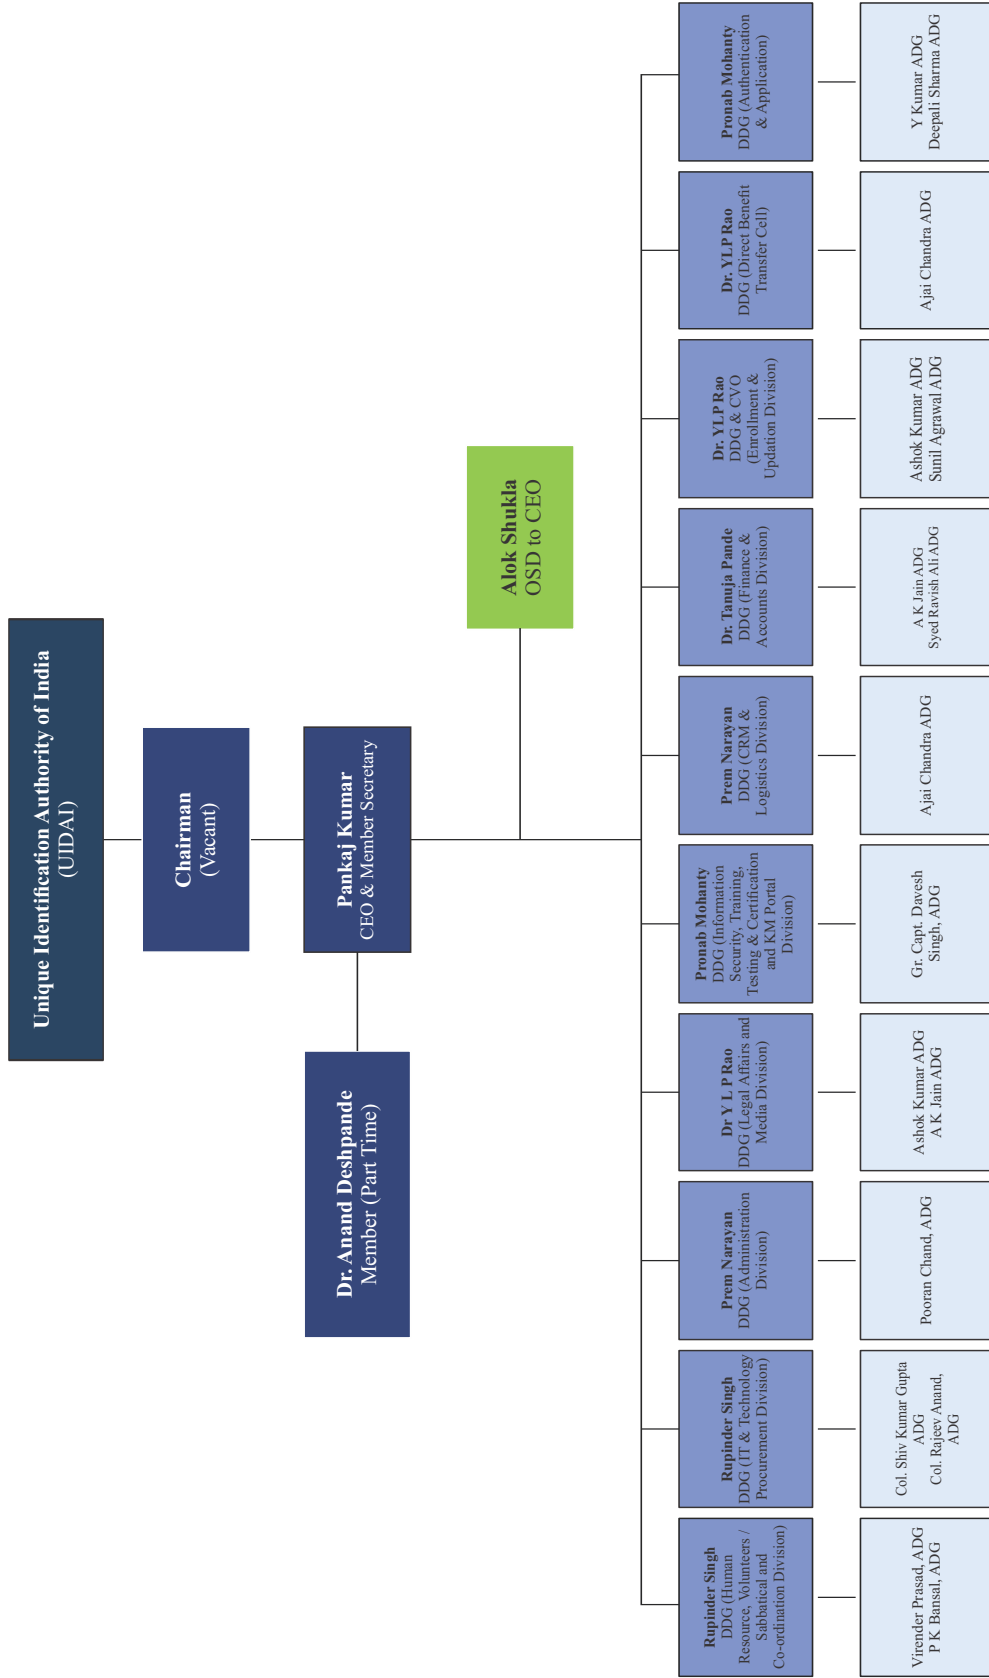 Unique Identification Authority of India
(UIDAI)
Chairman
(Vacant)
Pankaj Kumar
CEO & Member Secretary
Dr. Anand Deshpande
Member (Part Time)
Alok Shukla
OSD to CEO
Rupinder Singh
DDG (Human
Resource, Volunteers /
Sabbatical and
Co-ordination Division)
Rupinder Singh
DDG (IT & Technology
Procurement Division)
Prem Narayan
DDG (Administration
Division)
Dr Y L P Rao
DDG (Legal Affairs and
Media Division)
Pronab Mohanty
DDG (Information
Security, Training,
Testing & Certification
and KM Portal
Division)
Prem Narayan
DDG (CRM &
Logistics Division)
Dr. Tanuja Pande
DDG (Finance &
Accounts Division)
Dr. YLP Rao
DDG & CVO
(Enrollment &
Updation Division)
Dr. YLP Rao
DDG (Direct Benefit
Transfer Cell)
Pronab Mohanty
DDG (Authentication
& Application)
Virender Prasad, ADG
P K Bansal, ADG
Col. Shiv Kumar Gupta
ADG
Col. Rajeev Anand,
ADG
Pooran Chand, ADG
Ashok Kumar ADG
A K Jain ADG
Gr. Capt. Davesh
Singh, ADG
Ajai Chandra ADG
A K Jain ADG
Syed Ravish Ali ADG
Ashok Kumar ADG
Sunil Agrawal ADG
Ajai Chandra ADG
Y Kumar ADG
Deepali Sharma ADG